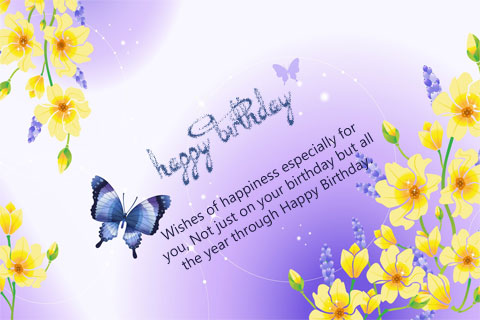 happy birthday
Wishes of happiness especially for
you, Not just on your birthday but all
the year through Happy Birthday